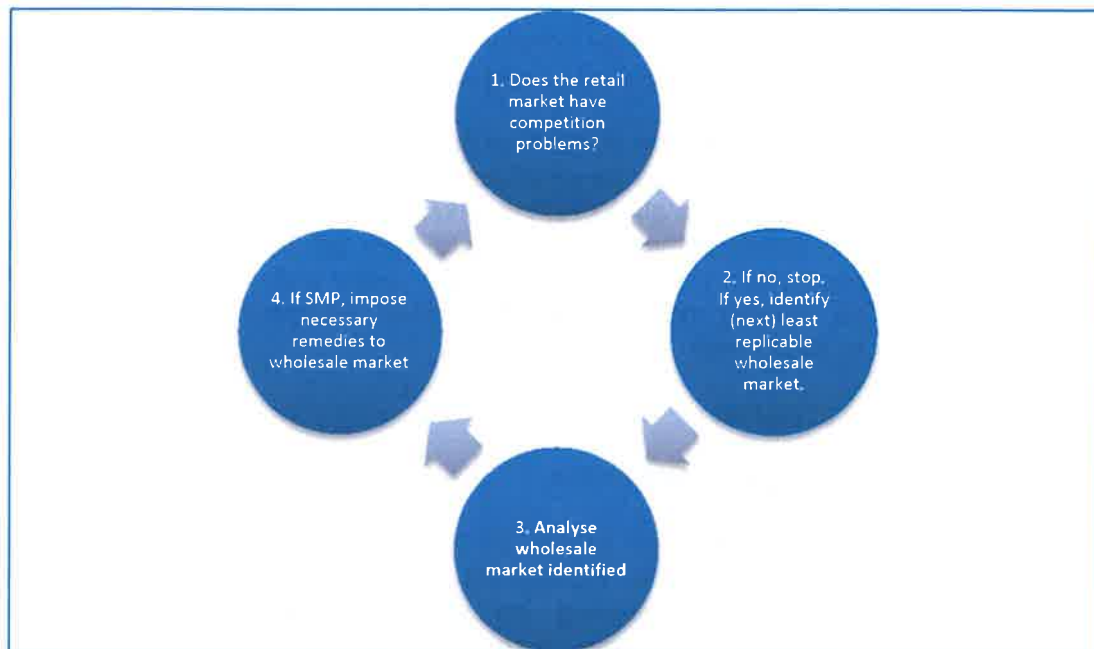 1. Does the retail
market have
competition
problems?
2. If no, stop.
If yes, identify
(next) least
replicable
wholesale
market.
3. Analyse
wholesale
market identified
4. If SMP, impose
necessary
remedies to
wholesale market